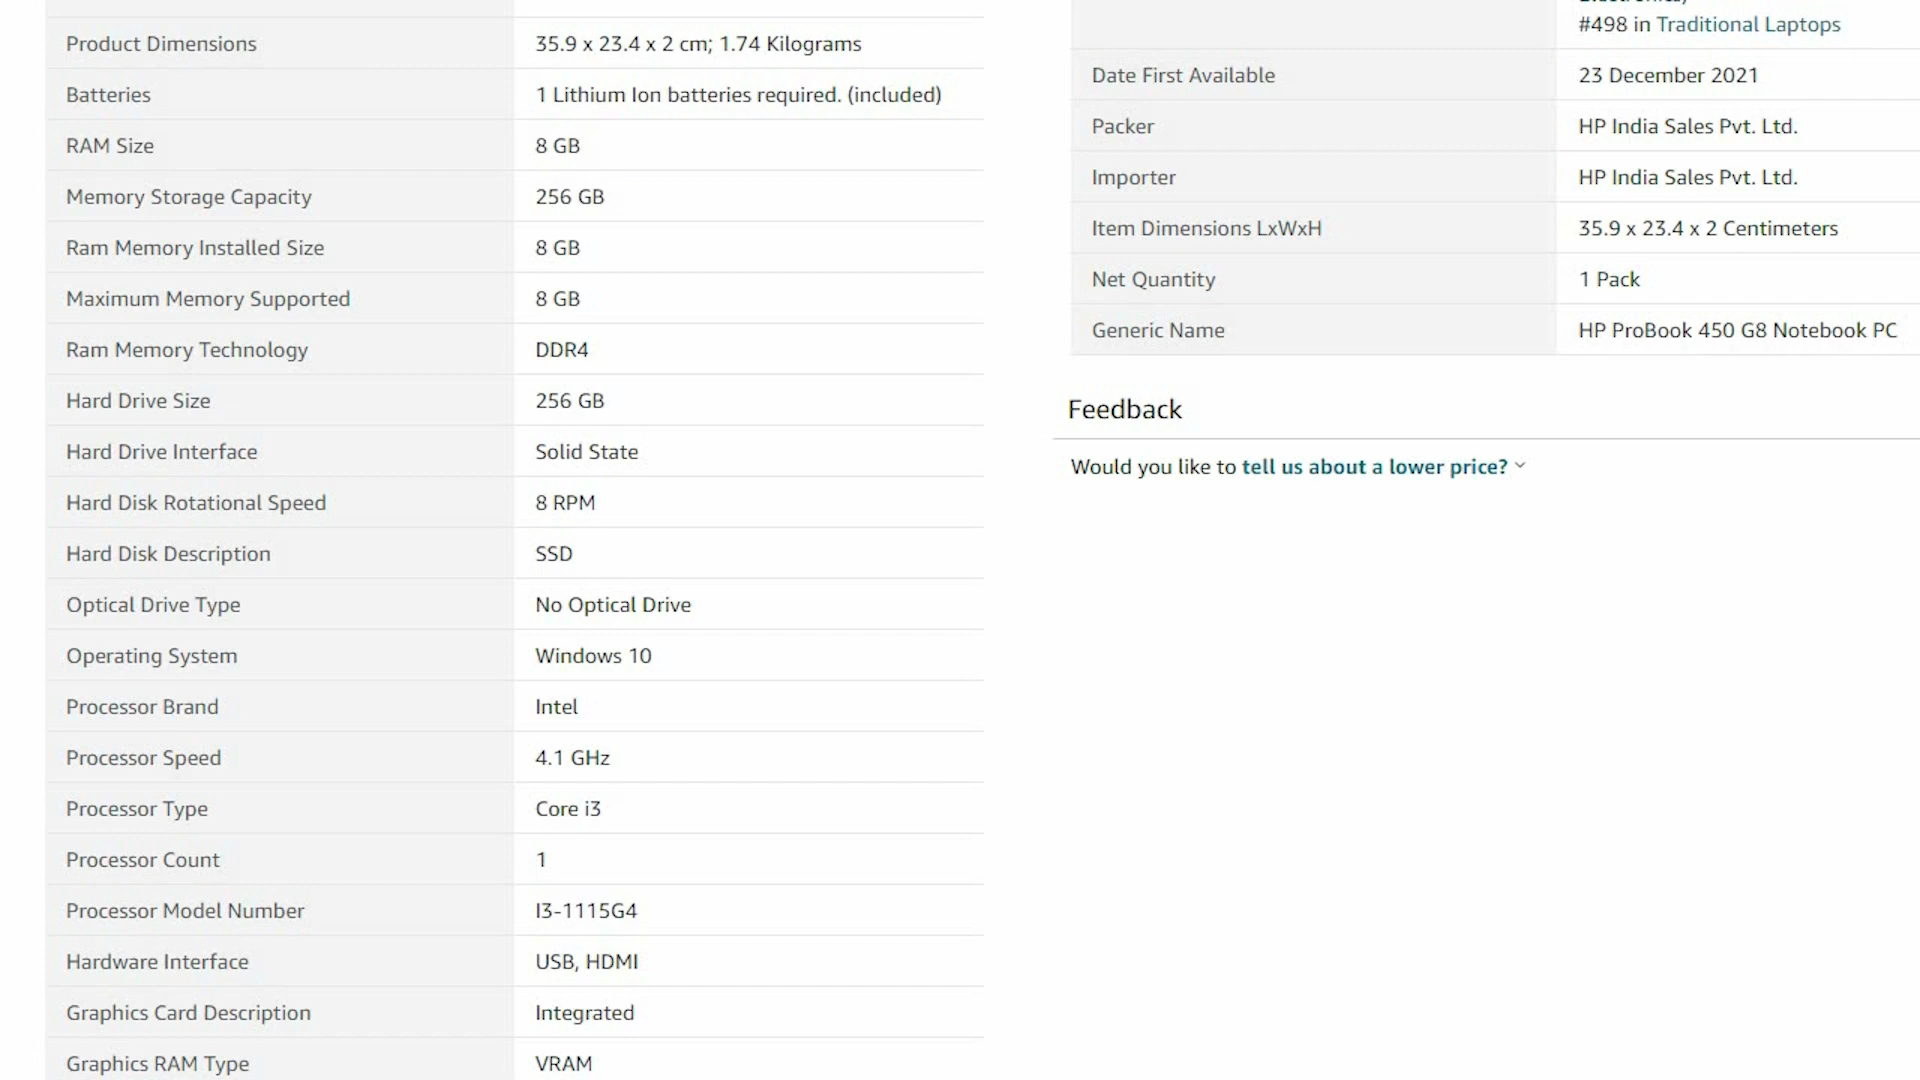 Product Dimensions 35.9 x 23.4 x 2 cm; 1.74 Kilograms
Batteries 1 Lithium Ion batteries required. (included)
RAM Size 8 GB
Memory Storage Capacity 256 GB
Ram Memory Installed Size 8 GB
Maximum Memory Supported 8 GB
Ram Memory Technology DDR4
Hard Drive Size 256 GB
Hard Drive Interface Solid State
Hard Disk Rotational Speed 8 RPM
Hard Disk Description SSD
Optical Drive Type No Optical Drive
Operating System Windows 10
Processor Brand Intel
Processor Speed 4.1 GHz
Processor Type Core i3
Processor Count 1
Processor Model Number I3-1115G4
Hardware Interface USB, HDMI
Graphics Card Description Integrated
Graphics RAM Type VRAM
#498 in Traditional Laptops
Date First Available 23 December 2021
Packer HP India Sales Pvt. Ltd.
Importer HP India Sales Pvt. Ltd.
Item Dimensions LxWxH 35.9 x 23.4 x 2 Centimeters
Net Quantity 1 Pack
Generic Name HP ProBook 450 G8 Notebook PC
Feedback
Would you like to tell us about a lower price?